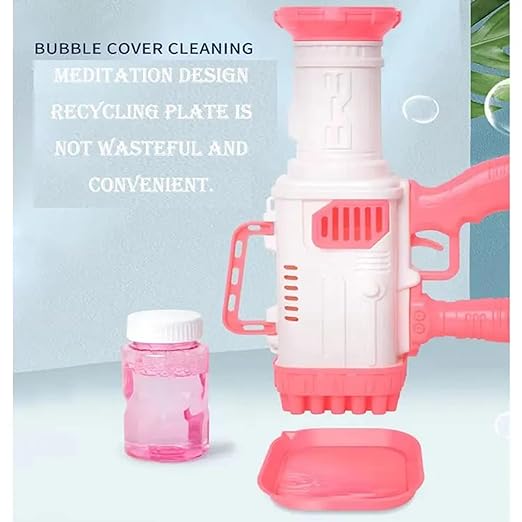 BUBBLE COVER CLEANING
MEDITATION DESIGN
RECYCLING PLATE IS
NOT WASTEFUL AND
CONVENIENT.